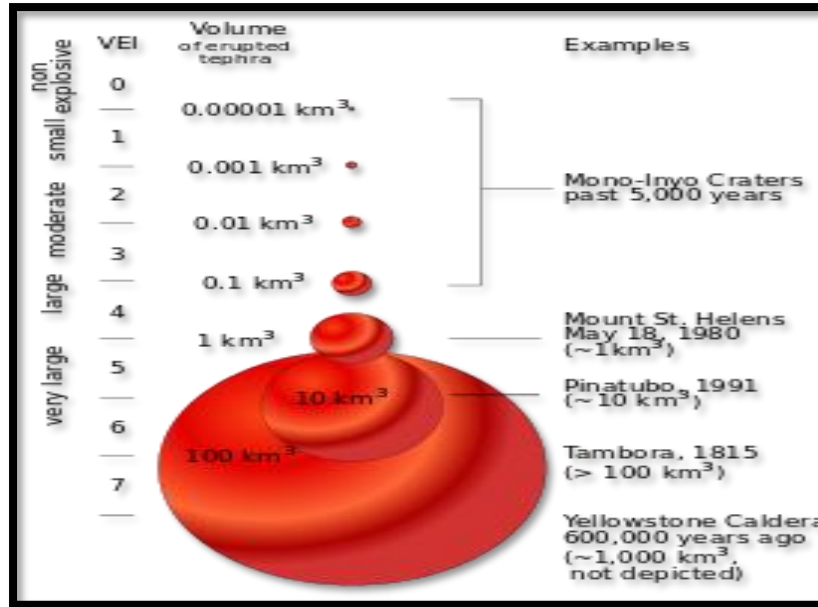 non
explosive
small
moderate
large
very large
VEI
0
1
2
3
4
5
6
7
Volume
of erupted
tephra
0.00001 km³
0.001 km³
0.01 km³
0.1 km³
1 km³
10 km³
100 km³
Examples
Mono-Inyo Craters
past 5,000 years
Mount St. Helens
May 18, 1980
(~1km³)
Pinatubo, 1991
(~10 km³)
Tambora, 1815
(> 100 km³)
Yellowstone Caldera
600,000 years ago
(~1,000 km³,
not depicted)